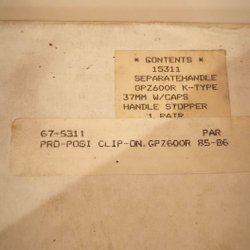 * CONTENTS *
15311
SEPARATEHANDLE
GPZ600R K-TYPE
37MM W/CAPS
HANDLE STOPPER
1 PAIR
67-5311 PAR
PRO-POSI CLIP-ON.GPZ600R 85-86